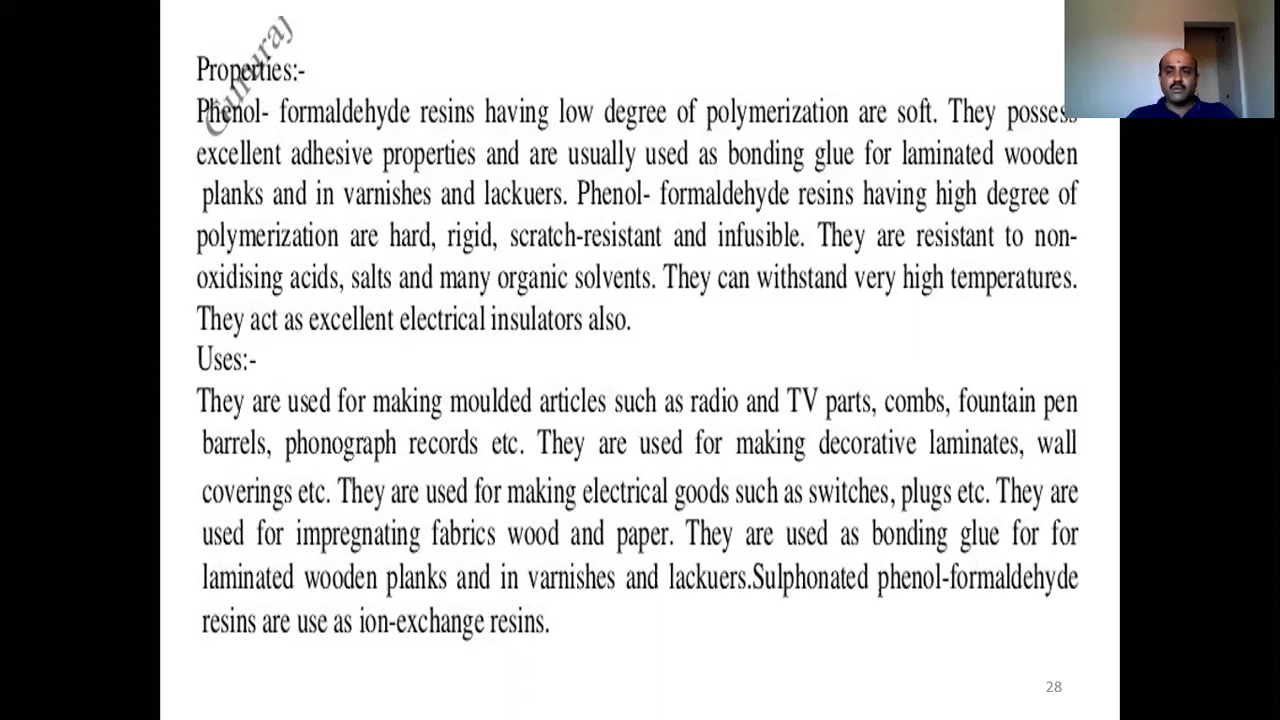 Gururaj
Properties:-
Phenol- formaldehyde resins having low degree of polymerization are soft. They possess
excellent adhesive properties and are usually used as bonding glue for laminated wooden
planks and in varnishes and lackuers. Phenol- formaldehyde resins having high degree of
polymerization are hard, rigid, scratch-resistant and infusible. They are resistant to non-
oxidising acids, salts and many organic solvents. They can withstand very high temperatures.
They act as excellent electrical insulators also.
Uses:-
They are used for making moulded articles such as radio and TV parts, combs, fountain pen
barrels, phonograph records etc. They are used for making decorative laminates, wall
coverings etc. They are used for making electrical goods such as switches, plugs etc. They are
used for impregnating fabrics wood and paper. They are used as bonding glue for for
laminated wooden planks and in varnishes and lackuers.Sulphonated phenol-formaldehyde
resins are use as ion-exchange resins.
28